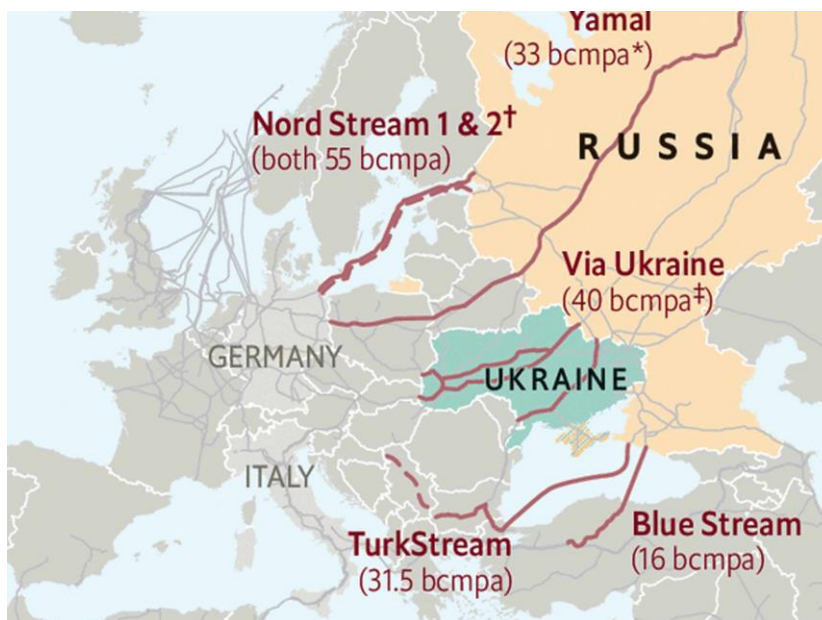 Yamal
(33 bcmpa*)
Nord Stream 1 & 2†
(both 55 bcmpa)
RUSSIA
Via Ukraine
(40 bcmpa‡)
GERMANY
UKRAINE
ITALY
TurkStream
(31.5 bcmpa)
Blue Stream
(16 bcmpa)